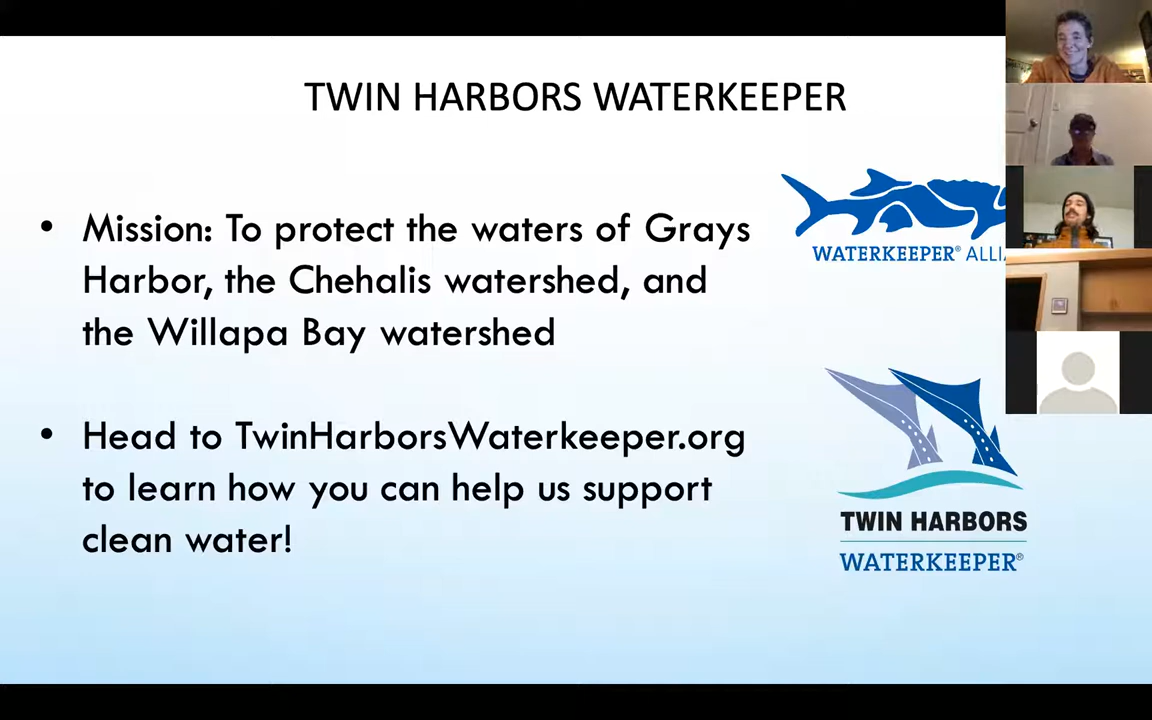 TWIN HARBORS WATERKEEPER
• Mission: To protect the waters of Grays
Harbor, the Chehalis watershed, and
the Willapa Bay watershed
• Head to TwinHarborsWaterkeeper.org
to learn how you can help us support
clean water!
WATERKEEPER® ALLI
TWIN HARBORS
WATERKEEPER®